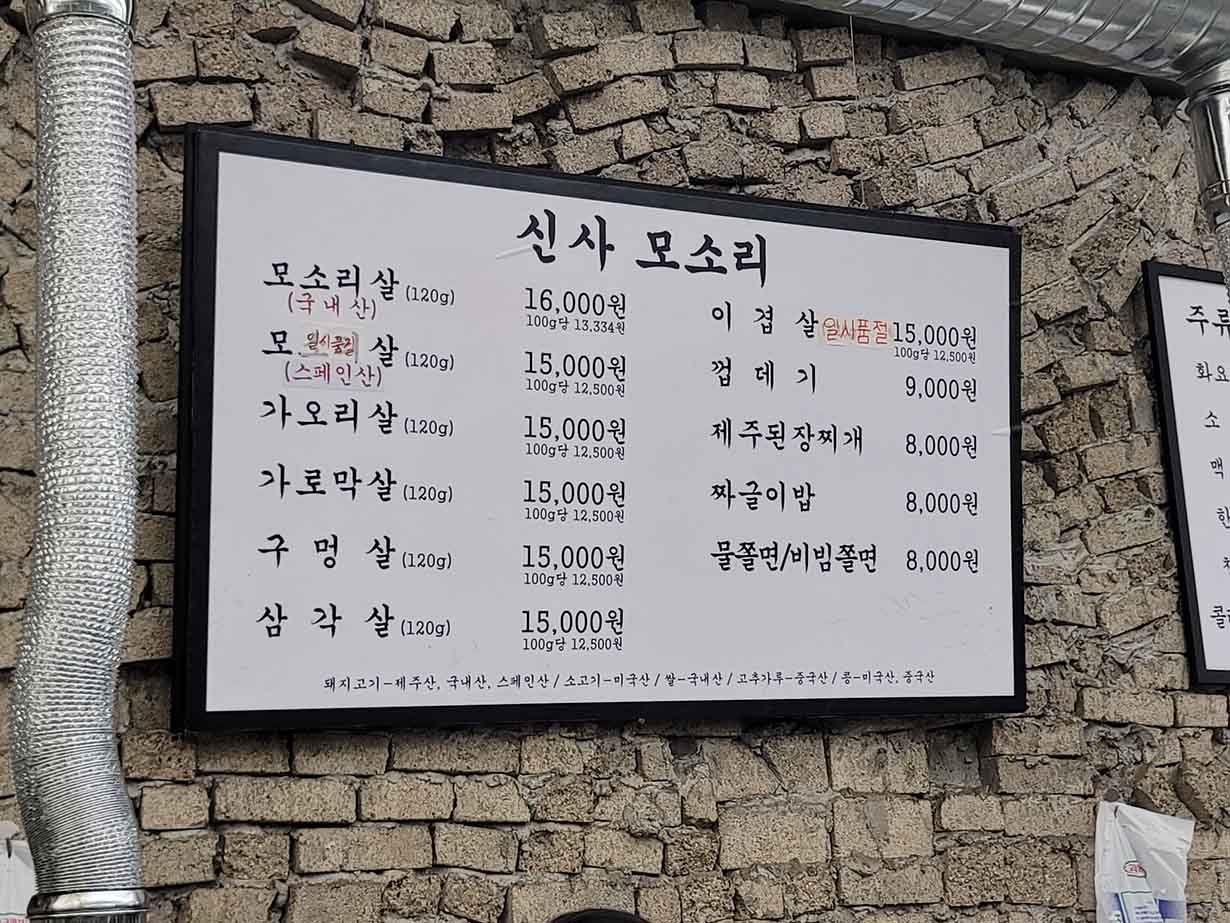 신사 모소리
모소리살 (120g) 16,000원
(국내산) 100g당 13,334원
모 일시품절 살 (120g) 15,000원
(스페인산) 100g당 12,500원
가오리살 (120g) 15,000원
100g당 12,500원
가로막살 (120g) 15,000원
100g당 12,500원
구멍살 (120g) 15,000원
100g당 12,500원
삼각살 (120g) 15,000원
100g당 12,500원
이겹살 일시품절 15,000원
100g당 12,500원
껍데기 9,000원
제주된장찌개 8,000원
짜글이밥 8,000원
물쫄면/비빔쫄면 8,000원
돼지고기-제주산, 국내산, 스페인산 / 소고기-미국산 / 쌀-국내산 / 고추가루-중국산 / 콩-미국산, 중국산
주류
화요
소
맥
한
콜